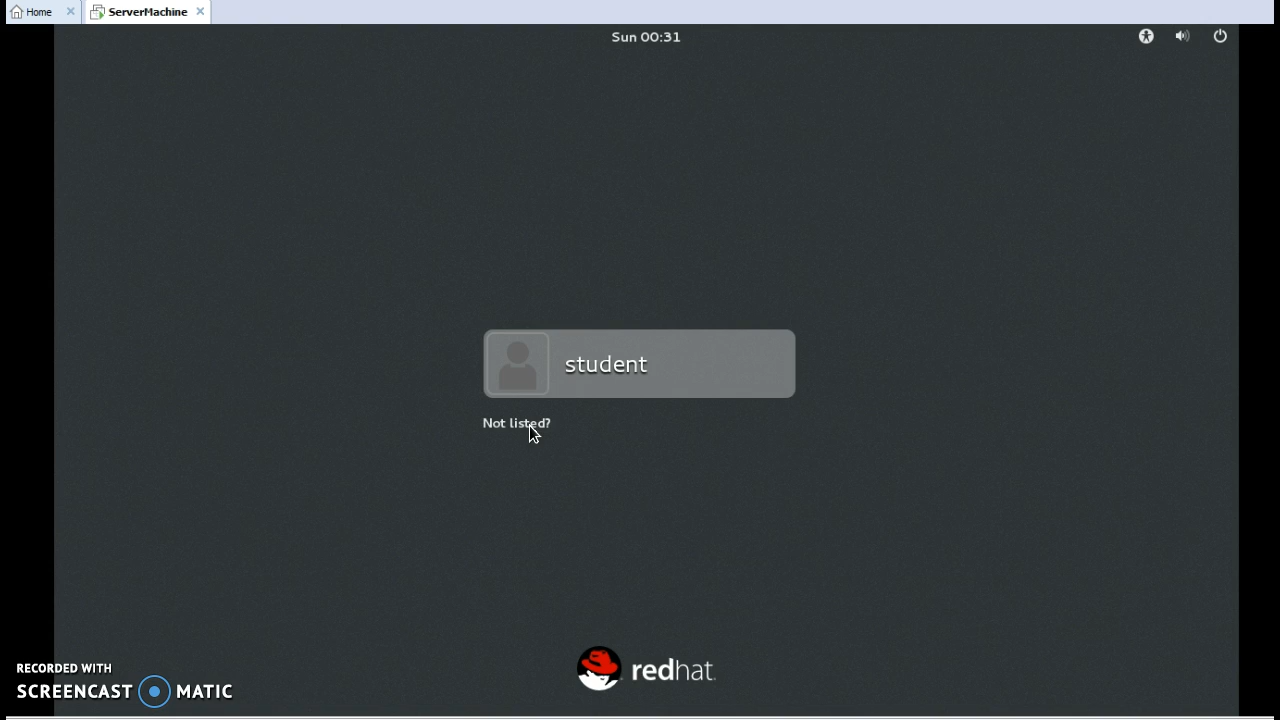 Home
ServerMachine
Sun 00:31
student
Not listed?
redhat.
RECORDED WITH
SCREENCAST MATIC